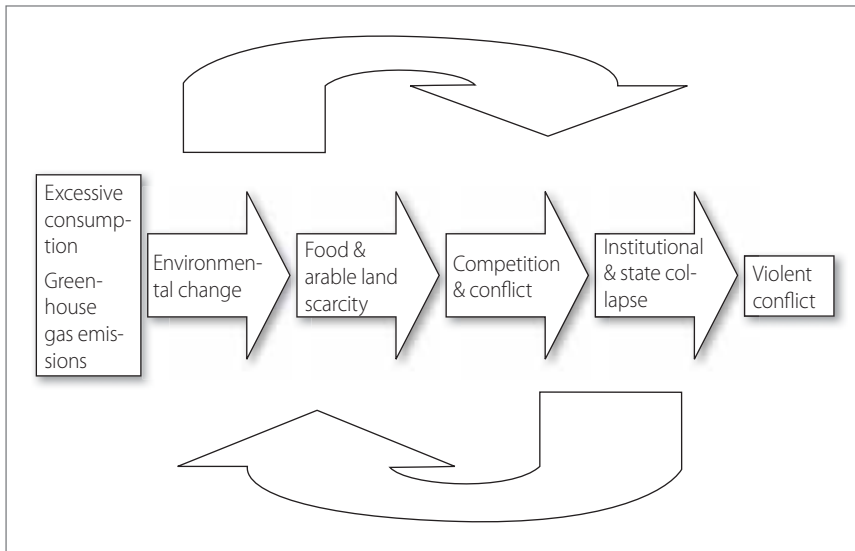 Excessive
consump-
tion
Green-
house
gas emis-
sions
Environmen-
tal change
Food &
arable land
scarcity
Competition
& conflict
Institutional
& state col-
lapse
Violent
conflict